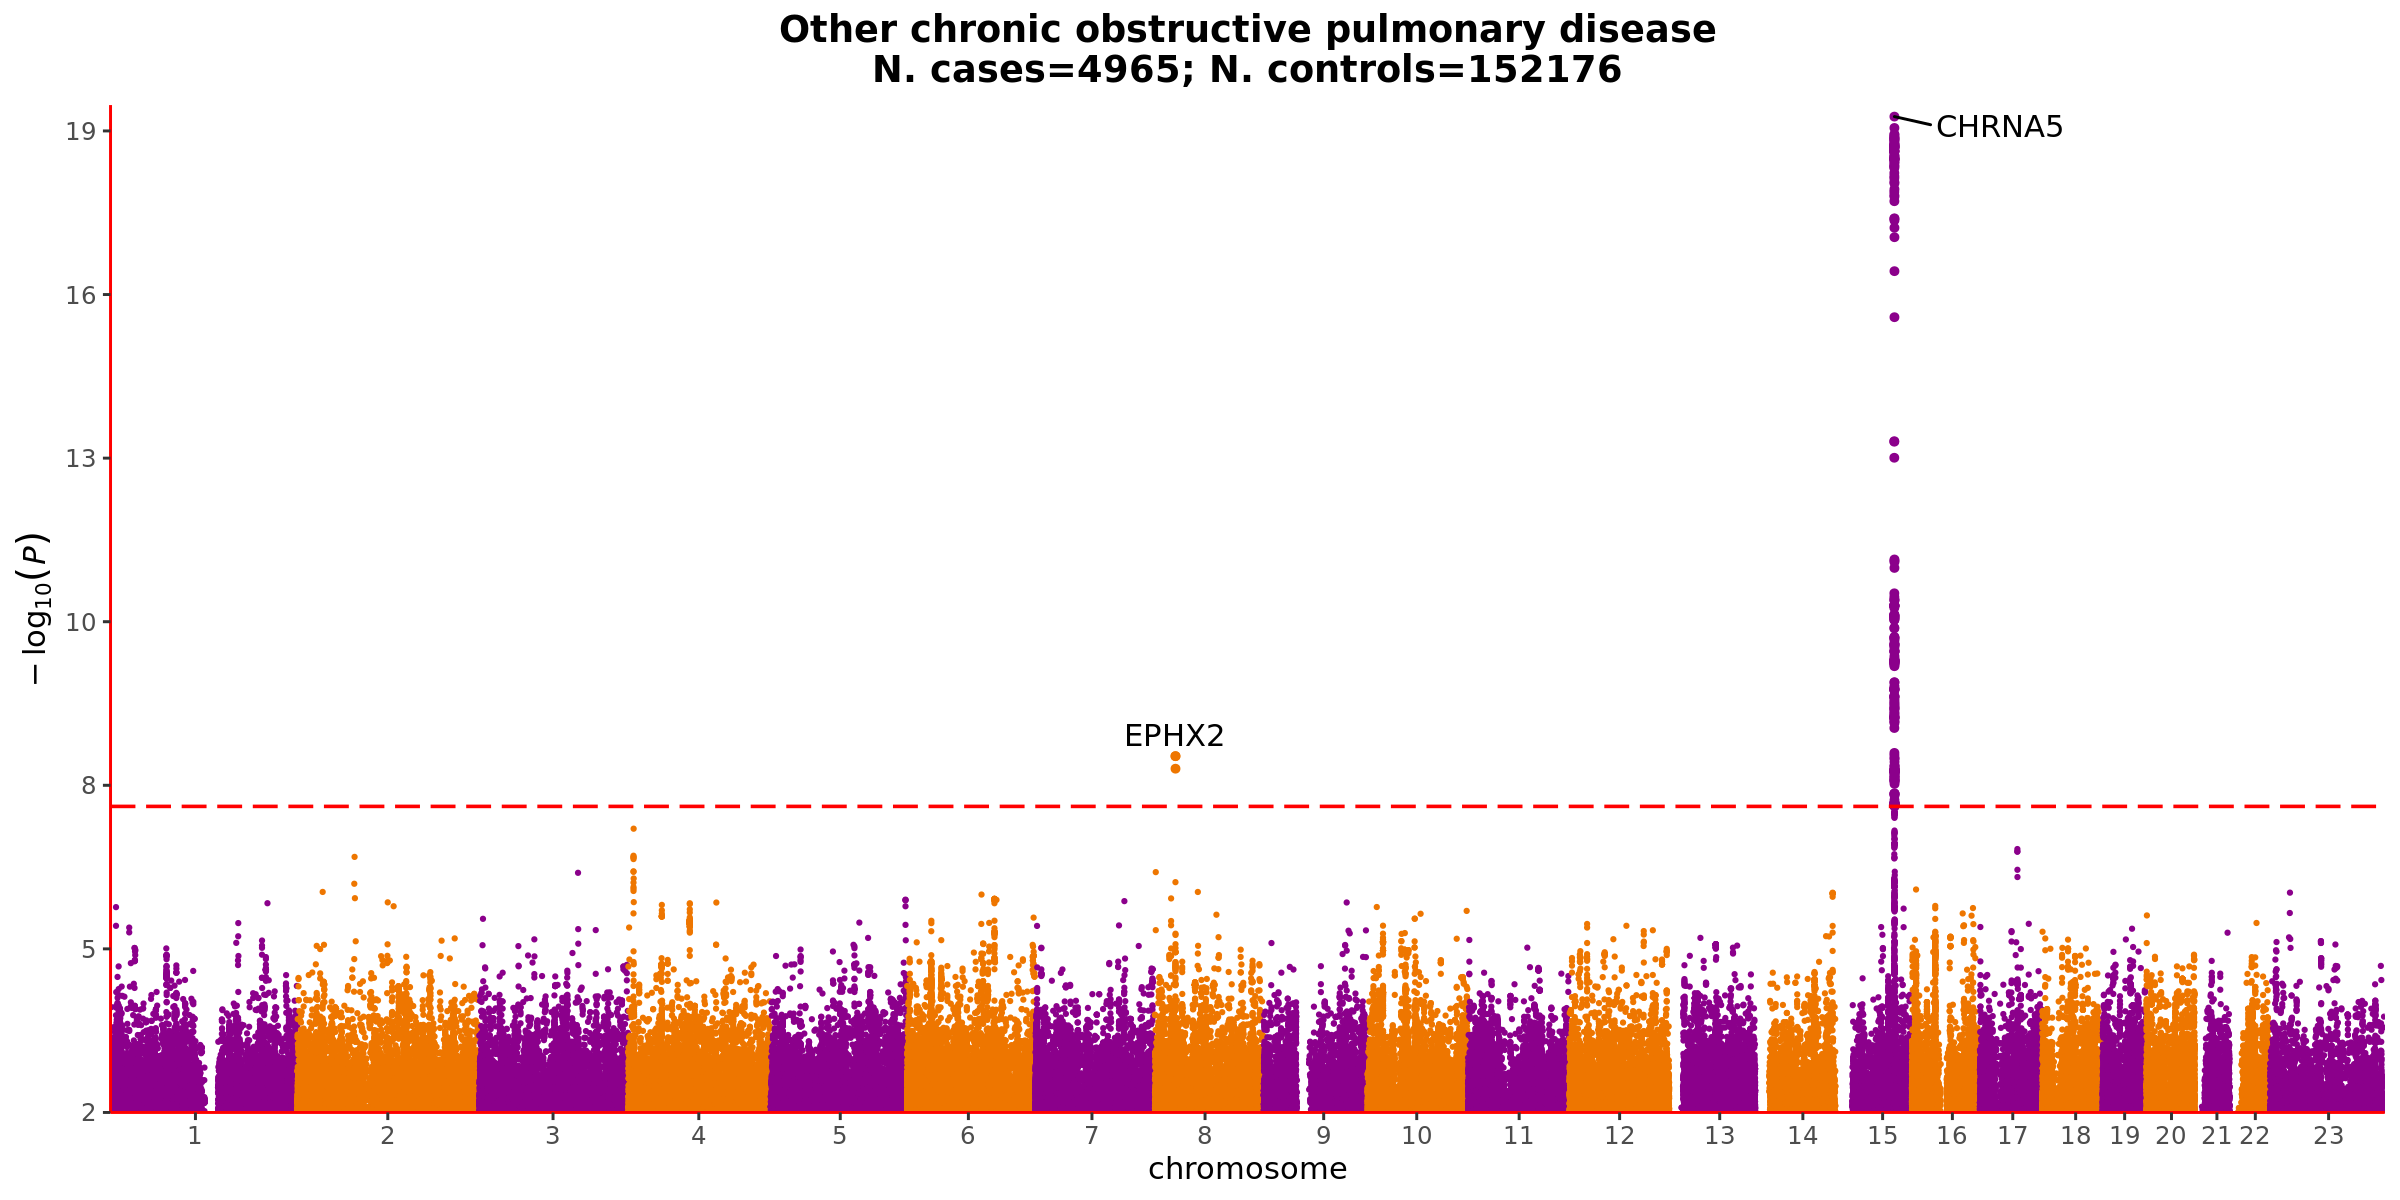 Other chronic obstructive pulmonary disease
N. cases=4965; N. controls=152176
19
CHRNA5
16
13
10
EPHX2
8
5
2
−log10(P)
1 2 3 4 5 6 7 8 9 10 11 12 13 14 15 16 17 18 19 20 21 22 23
chromosome